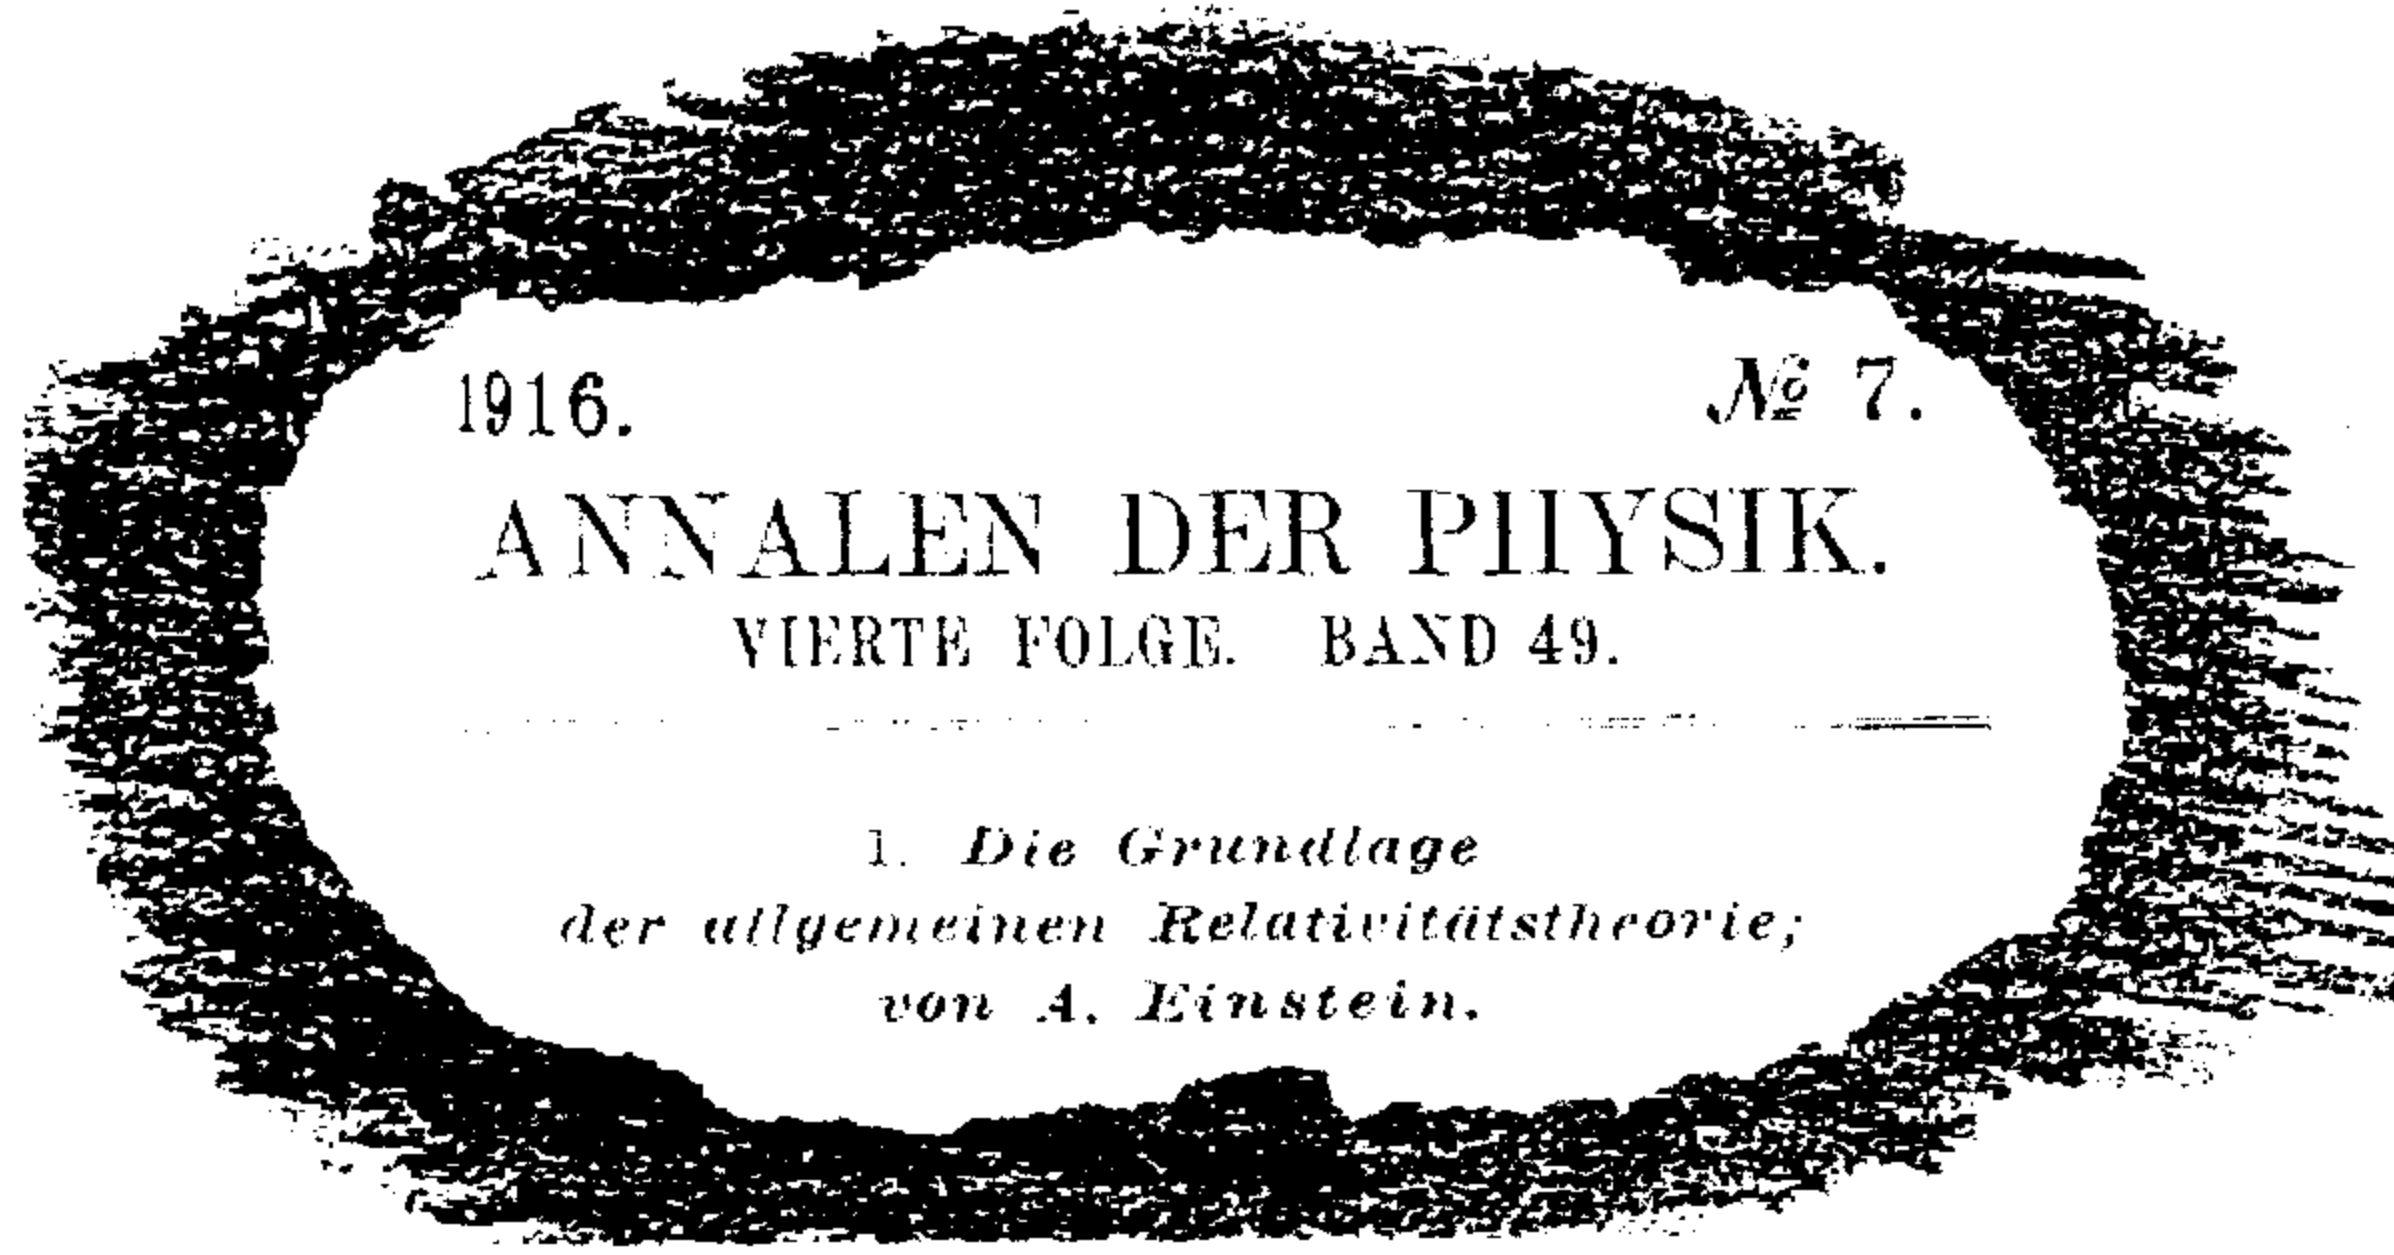 1916. № 7.
ANNALEN DER PHYSIK.
VIERTE FOLGE. BAND 49.
1. Die Grundlage
der allgemeinen Relativitätstheorie;
von A. Einstein.